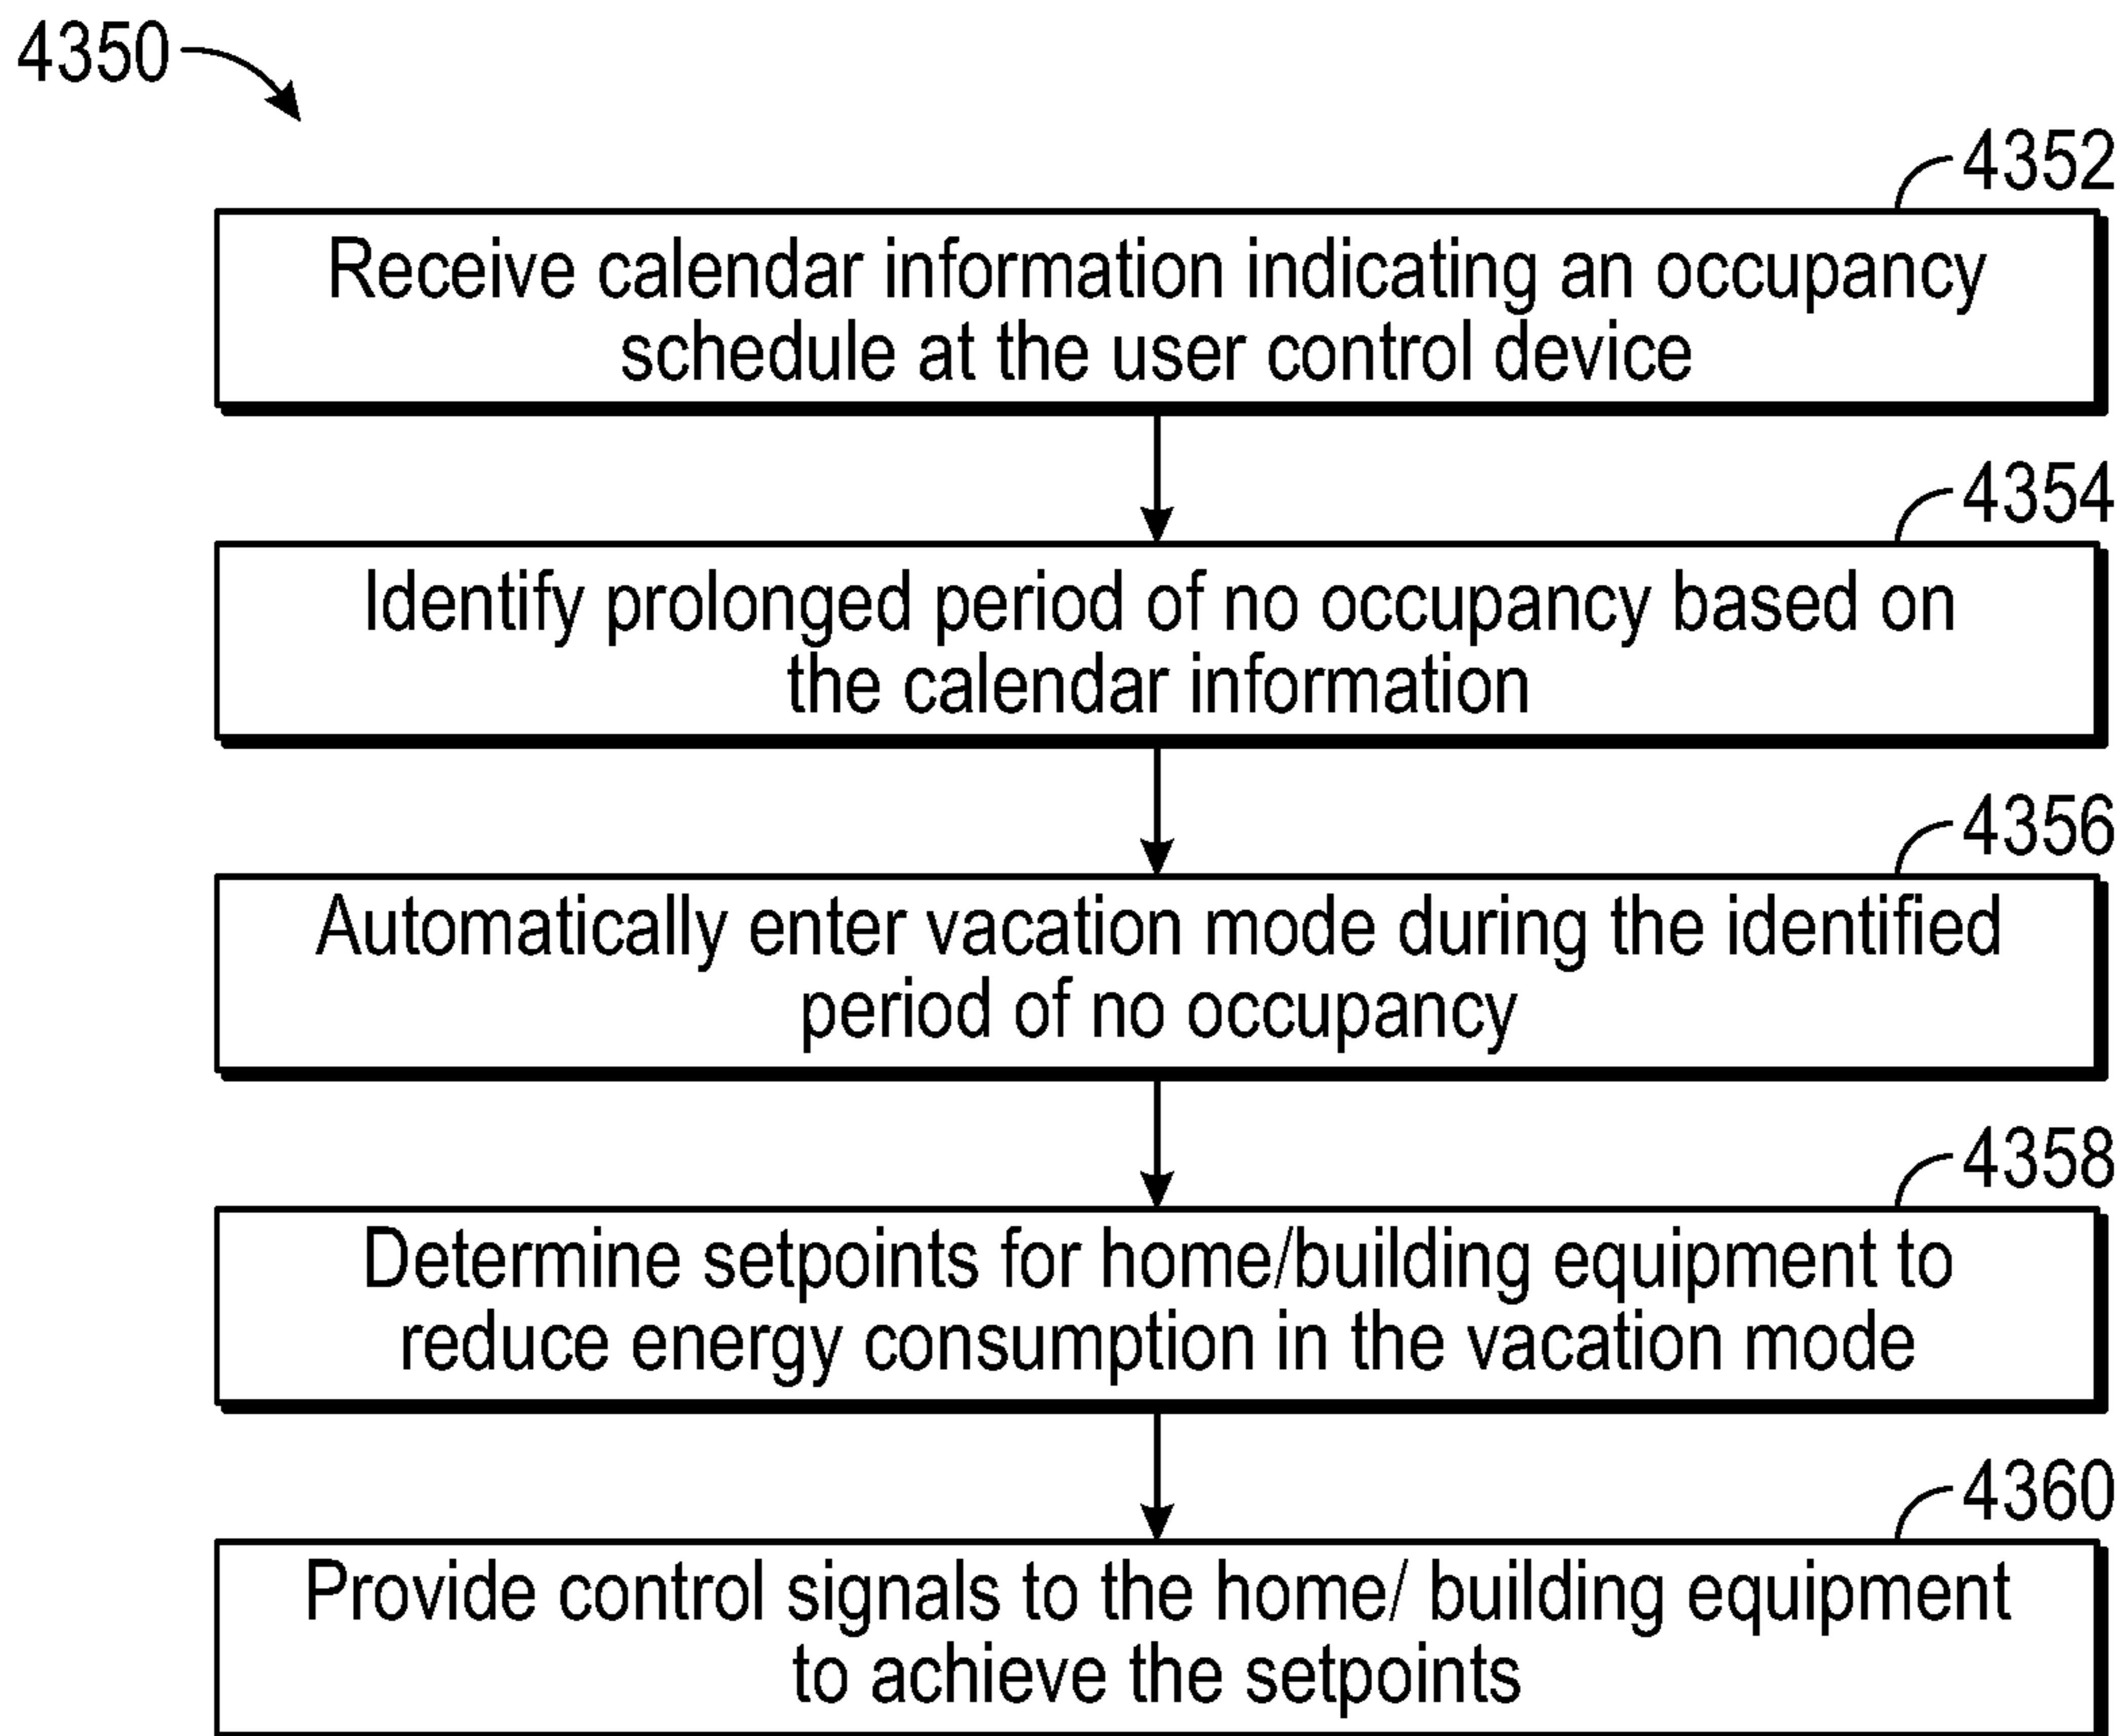 4350
4352
Receive calendar information indicating an occupancy
schedule at the user control device
4354
Identify prolonged period of no occupancy based on
the calendar information
4356
Automatically enter vacation mode during the identified
period of no occupancy
4358
Determine setpoints for home/building equipment to
reduce energy consumption in the vacation mode
4360
Provide control signals to the home/ building equipment
to achieve the setpoints